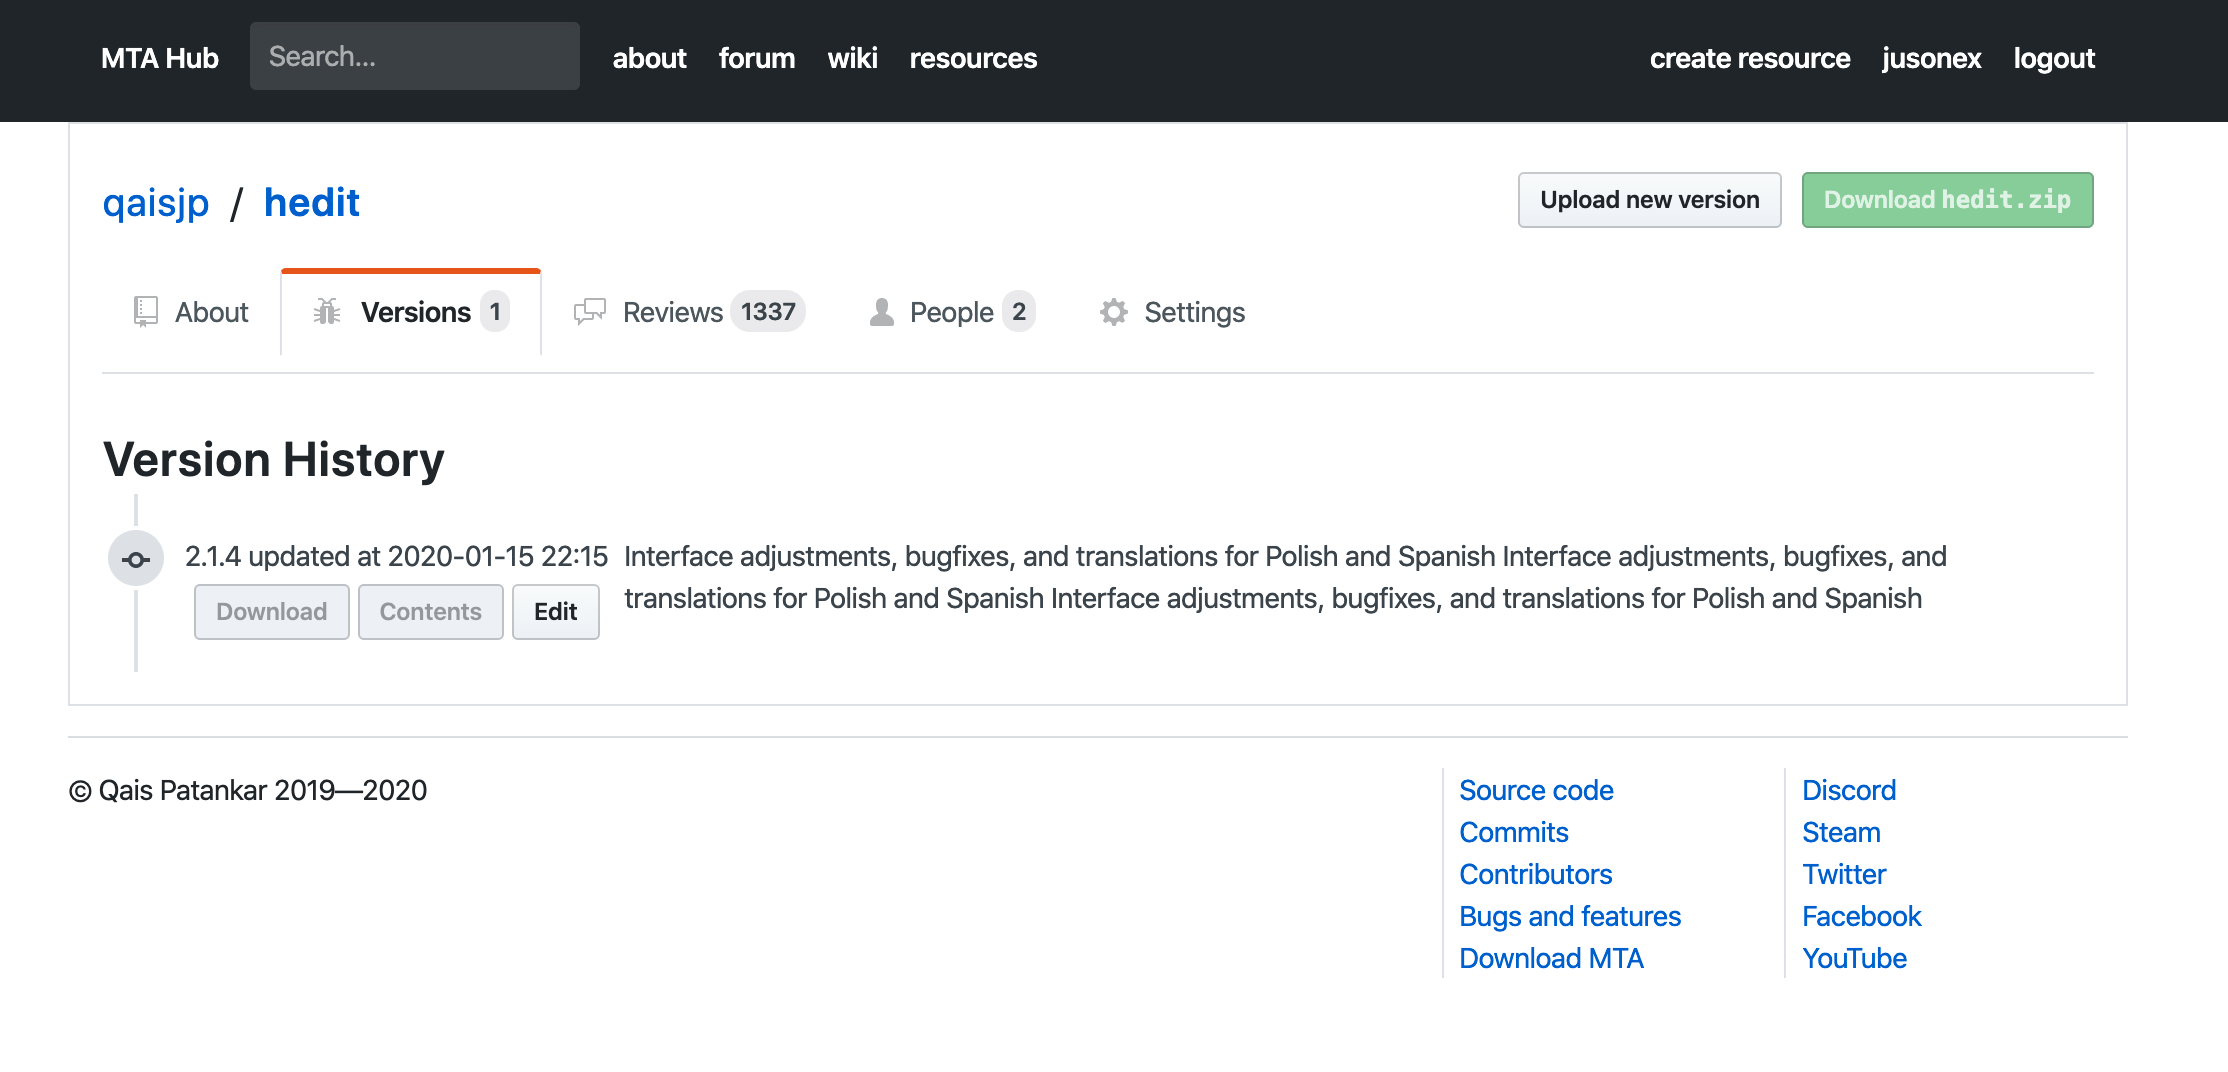 MTA Hub Search... about forum wiki resources create resource jusonex logout
qaisjp / hedit Upload new version Download hedit.zip
About Versions 1 Reviews 1337 People 2 Settings
Version History
2.1.4 updated at 2020-01-15 22:15
Download Contents Edit
Interface adjustments, bugfixes, and translations for Polish and Spanish Interface adjustments, bugfixes, and
translations for Polish and Spanish Interface adjustments, bugfixes, and translations for Polish and Spanish
© Qais Patankar 2019—2020
Source code
Commits
Contributors
Bugs and features
Download MTA
Discord
Steam
Twitter
Facebook
YouTube